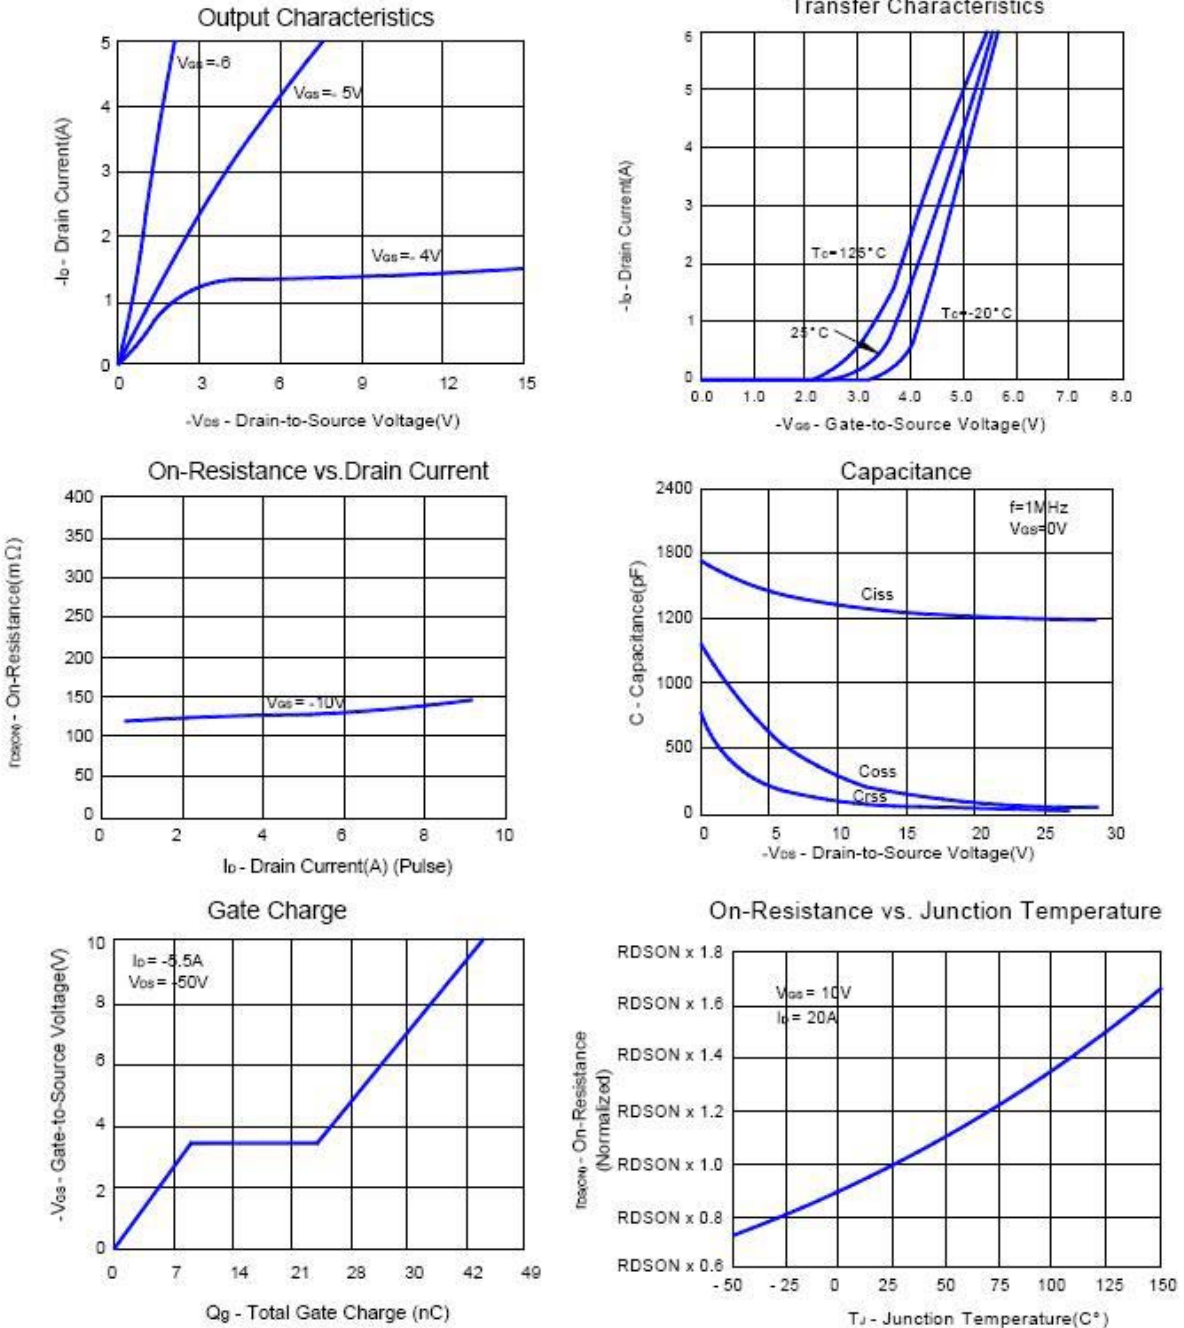 Output Characteristics
5
4
3
2
1
0
-ID - Drain Current(A)
VGS=-6
VGS=- 5V
VGS=- 4V
0 3 6 9 12 15
-VDS - Drain-to-Source Voltage(V)
Transfer Characteristics
6
5
4
3
2
1
0
-ID - Drain Current(A)
TC=125°C
25°C
TC=-20°C
0.0 1.0 2.0 3.0 4.0 5.0 6.0 7.0 8.0
-VGS - Gate-to-Source Voltage(V)
On-Resistance vs.Drain Current
400
350
300
250
200
150
100
50
0
rDS(ON) - On-Resistance(mΩ)
VGS = -10V
0 2 4 6 8 10
ID - Drain Current(A) (Pulse)
Capacitance
2400
1800
1200
1000
500
0
C - Capacitance(pF)
f=1MHz
VGS=0V
Ciss
Coss
Crss
0 5 10 15 20 25 30
-VDS - Drain-to-Source Voltage(V)
Gate Charge
10
8
6
4
2
0
-VGS - Gate-to-Source Voltage(V)
ID = -5.5A
VDS = -50V
0 7 14 21 28 30 42 49
Qg - Total Gate Charge (nC)
On-Resistance vs. Junction Temperature
RDSON x 1.8
RDSON x 1.6
RDSON x 1.4
RDSON x 1.2
RDSON x 1.0
RDSON x 0.8
RDSON x 0.6
rDS(ON) - On-Resistance
(Normalized)
VGS = 10V
ID = 20A
-50 -25 0 25 50 75 100 125 150
TJ - Junction Temperature(C°)